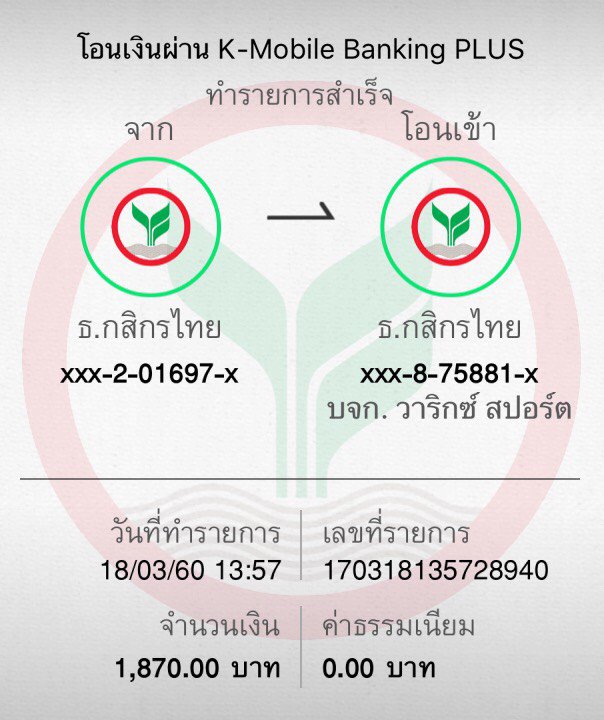 โอนเงินผ่าน K-Mobile Banking PLUS
ทำรายการสำเร็จ
จาก
โอนเข้า
ธ.กสิกรไทย
ธ.กสิกรไทย
xxx-2-01697-x
xxx-8-75881-x
บจก. วาริกซ์ สปอร์ต
วันที่ทำรายการ
เลขที่รายการ
18/03/60 13:57
170318135728940
จำนวนเงิน
ค่าธรรมเนียม
1,870.00 บาท
0.00 บาท